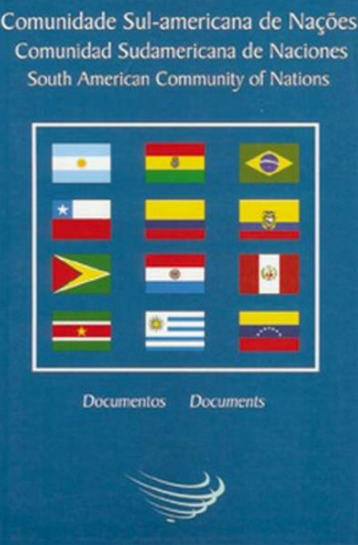 Comunidade Sul-americana de Nações
Comunidad Sudamericana de Naciones
South American Community of Nations
Documentos Documents